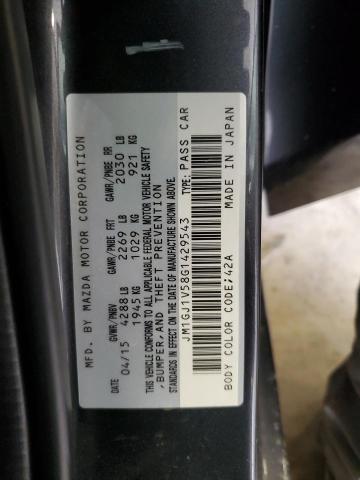 MFD. BY MAZDA MOTOR CORPORATION
DATE GVWR/PNBV GAWR/PNBE FRT GAWR/PNBE RR
04/15 4288 LB 2269 LB 2030 LB
1945 KG 1029 KG 921 KG
THIS VEHICLE CONFORMS TO ALL APPLICABLE FEDERAL MOTOR VEHICLE SAFETY
,BUMPER,AND THEFT PREVENTION
STANDARDS IN EFFECT ON THE DATE OF MANUFACTURE SHOWN ABOVE.
JM1GJ1V58G1429543 TYPE: PASS CAR
BODY COLOR CODE;42A MADE IN JAPAN